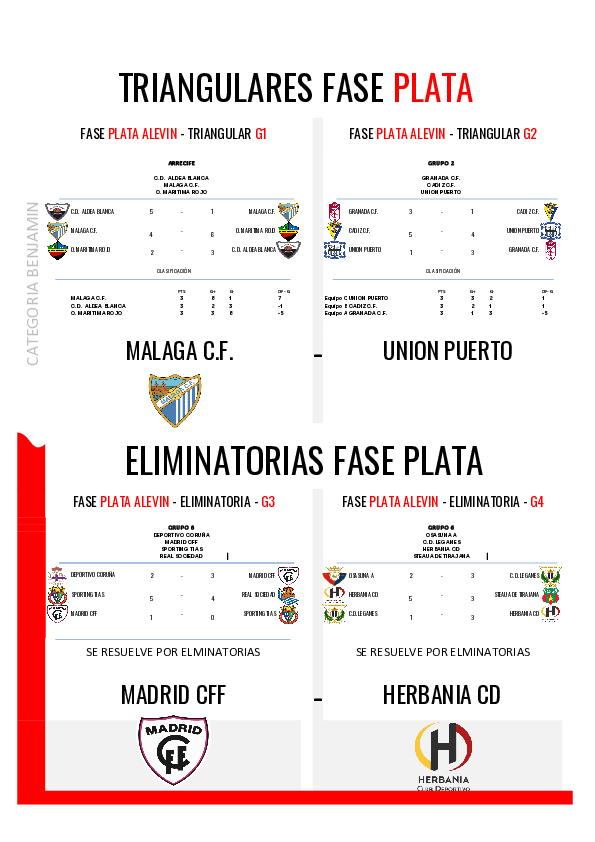 TRIANGULARES FASE PLATA
CATEGORIA BENJAMIN
FASE PLATA ALEVIN - TRIANGULAR G1
ARRECIFE
C.D. ALDEA BLANCA
MALAGA C.F.
O. MARITIMA ROJO
C.D. ALDEA BLANCA 5 - 1 MALAGA C.F.
MALAGA C.F. 4 - 6 O. MARITIMA ROJO
O. MARITIMA ROJO 2 - 3 C.D. ALDEA BLANCA
CLASIFICACIÓN
PTS G+ G- DIF- G
MALAGA C.F. 3 8 1 7
C.D. ALDEA BLANCA 3 2 3 -1
O. MARITIMA ROJO 3 3 8 -5
FASE PLATA ALEVIN - TRIANGULAR G2
GRUPO 2
GRANADA C.F.
CADIZ C.F.
UNION PUERTO
GRANADA C.F. 3 - 1 CADIZ C.F.
CADIZ C.F. 5 - 4 UNION PUERTO
UNION PUERTO 1 - 3 GRANADA C.F.
CLASIFICACIÓN
PTS G+ G- DIF- G
Equipo C UNION PUERTO 3 3 2 1
Equipo B CADIZ C.F. 3 2 1 1
Equipo A GRANADA C.F. 3 1 3 -5
MALAGA C.F. - UNION PUERTO
ELIMINATORIAS FASE PLATA
FASE PLATA ALEVIN - ELIMINATORIA - G3
GRUPO 5
DEPORTIVO CORUÑA
MADRID CFF
SPORTING TIAS
REAL SOCIEDAD
DEPORTIVO CORUÑA 2 - 3 MADRID CFF
SPORTING TIAS 5 - 4 REAL SOCIEDAD
MADRID CFF 1 - 0 SPORTING TIAS
SE RESUELVE POR ELMINATORIAS
FASE PLATA ALEVIN - ELIMINATORIA - G4
GRUPO 6
OSASUNA A
C.D. LEGANES
HERBANIA CD
STEAUA DE TIRAJANA
OSASUNA A 2 - 3 C.D. LEGANES
HERBANIA CD 5 - 3 STEAUA DE TIRAJANA
C.D. LEGANES 1 - 3 HERBANIA CD
SE RESUELVE POR ELMINATORIAS
MADRID CFF - HERBANIA CD
MADRID
CFF
HERBANIA
CLUB DEPORTIVO